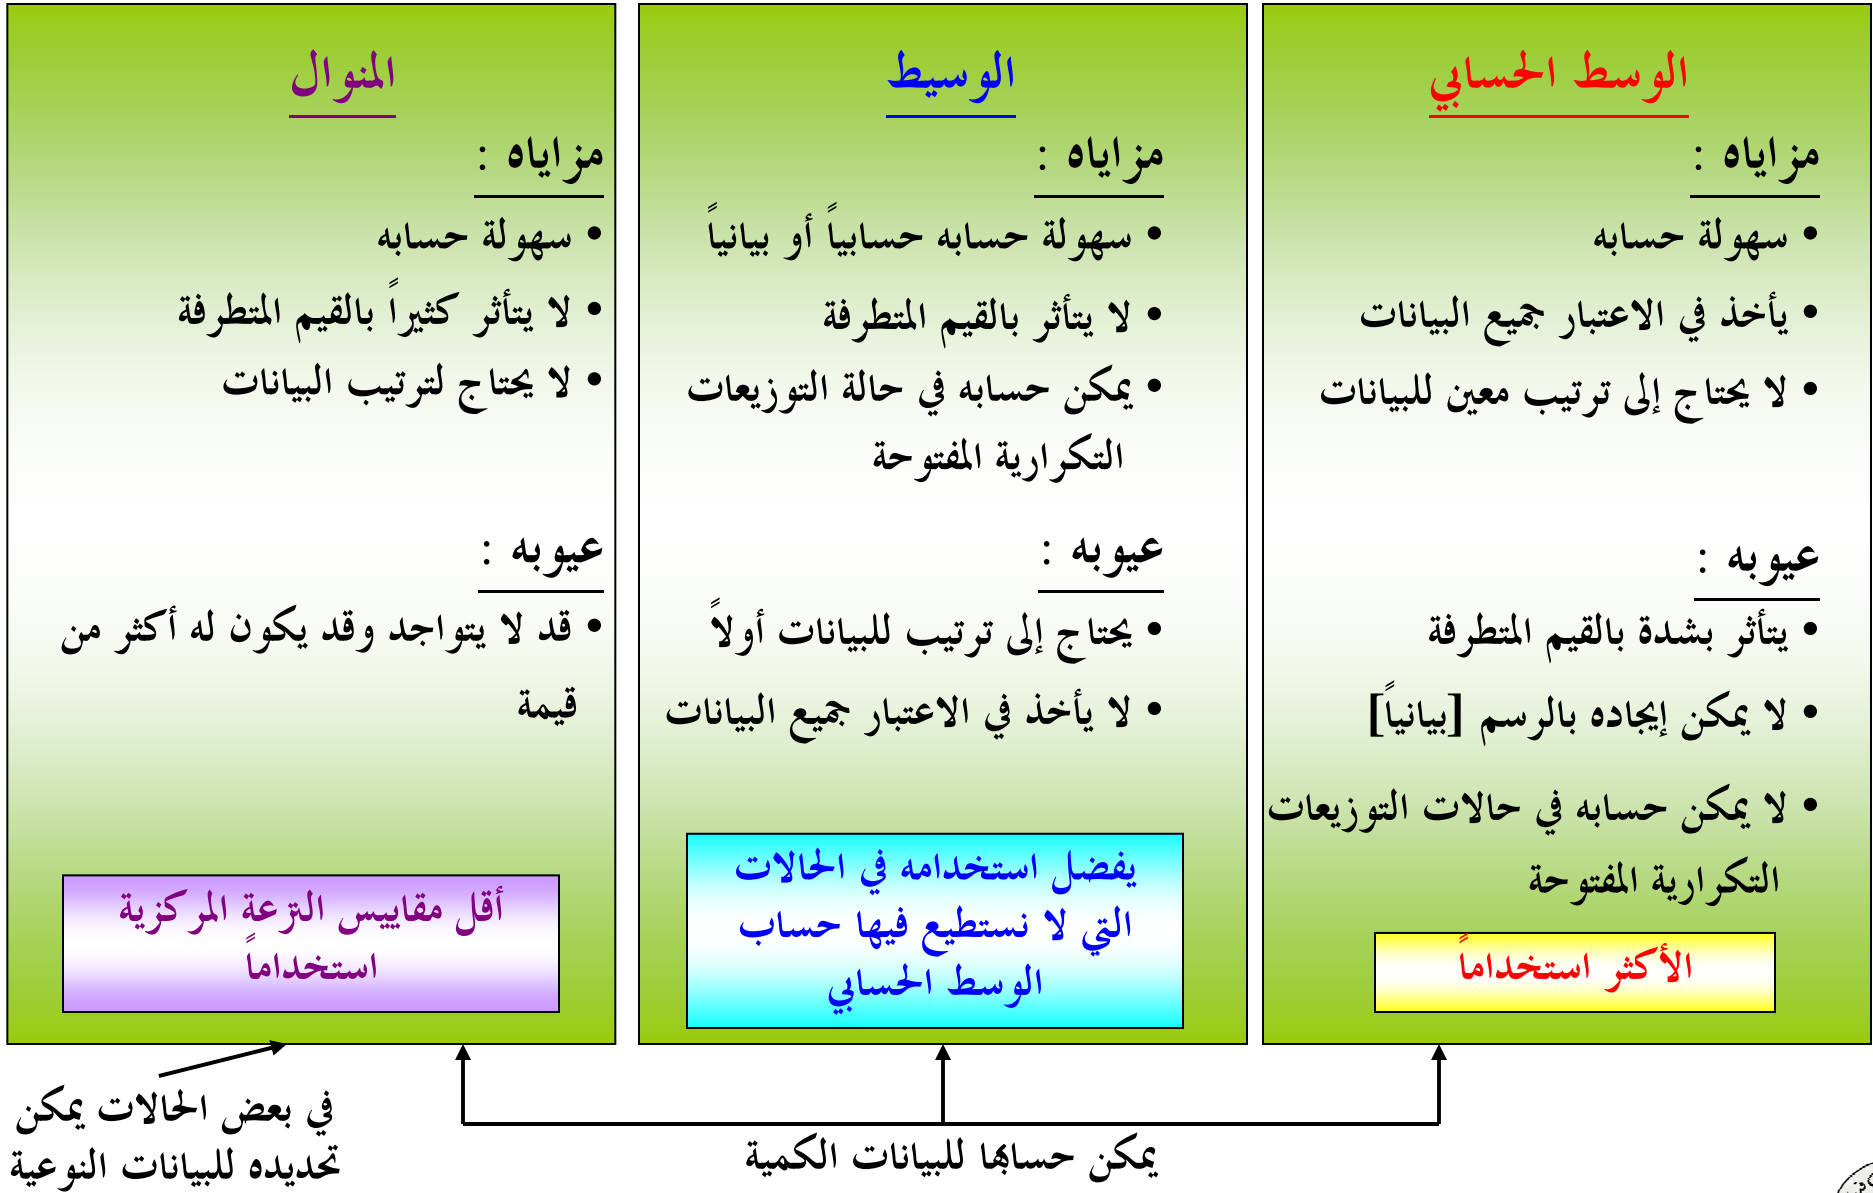 الوسط الحسابي
مزاياه :
• سهولة حسابه
• يأخذ في الاعتبار جميع البيانات
• لا يحتاج إلى ترتيب معين للبيانات
عيوبه :
• يتأثر بشدة بالقيم المتطرفة
• لا يمكن إيجاده بالرسم [بيانياً]
• لا يمكن حسابه في حالات التوزيعات
التكرارية المفتوحة
الأكثر استخداماً
الوسيط
مزاياه :
• سهولة حسابه حسابياً أو بيانياً
• لا يتأثر بالقيم المتطرفة
• يمكن حسابه في حالة التوزيعات
التكرارية المفتوحة
عيوبه :
• يحتاج إلى ترتيب للبيانات أولاً
• لا يأخذ في الاعتبار جميع البيانات
يفضل استخدامه في الحالات
التي لا نستطيع فيها حساب
الوسط الحسابي
المنوال
مزاياه :
• سهولة حسابه
• لا يتأثر كثيراً بالقيم المتطرفة
• لا يحتاج لترتيب البيانات
عيوبه :
• قد لا يتواجد وقد يكون له أكثر من
قيمة
أقل مقاييس النزعة المركزية
استخداماً
يمكن حسابها للبيانات الكمية
في بعض الحالات يمكن
تحديده للبيانات النوعية